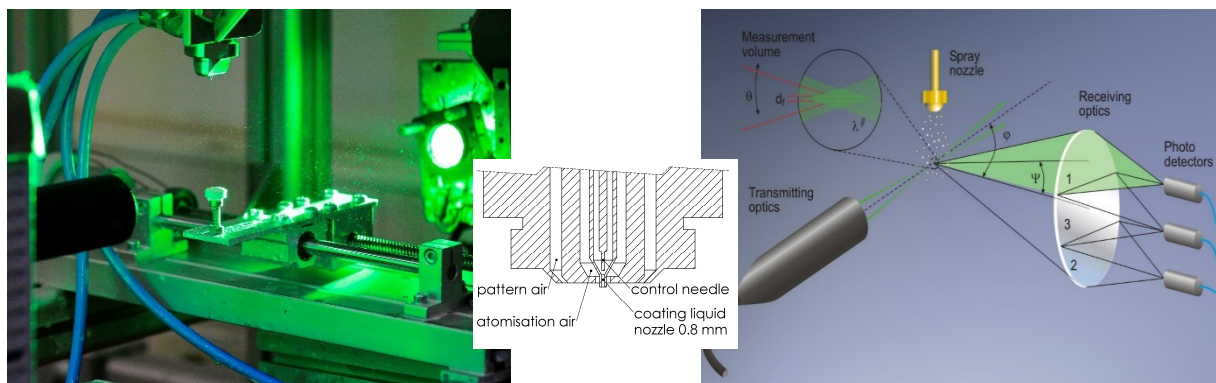 pattern air
atomisation air
control needle
coating liquid
nozzle 0.8 mm
Measurement
volume
θ
df
λ
Spray
nozzle
φ
Receiving
optics
Photo
detectors
Ψ
1
3
2
Transmitting
optics